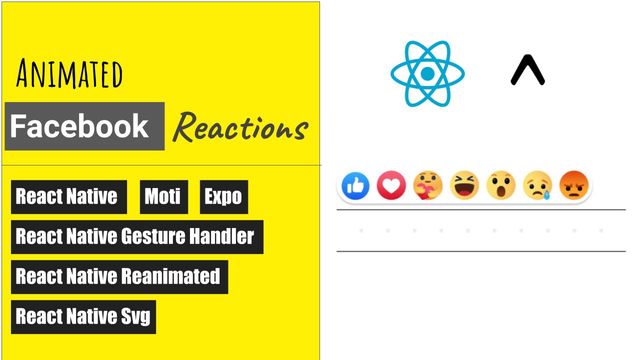 Animated
Facebook Reactions
React Native Moti Expo
React Native Gesture Handler
React Native Reanimated
React Native Svg